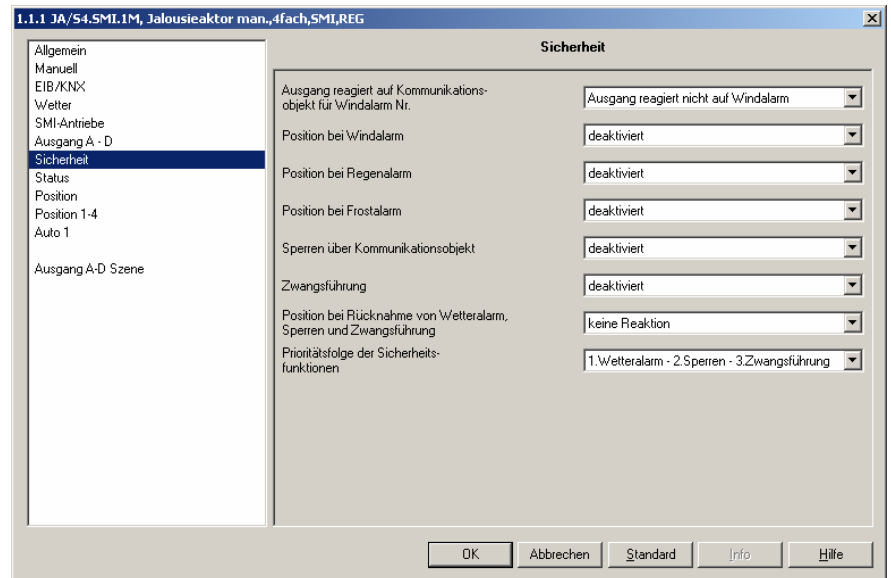 1.1.1 JA/S4.SMI.1M, Jalousieaktor man.,4fach,SMI,REG
Allgemein
Manuell
EIB/KNX
Wetter
SMI-Antriebe
Ausgang A - D
Sicherheit
Status
Position
Position 1-4
Auto 1
Ausgang A-D Szene
Sicherheit
Ausgang reagiert auf Kommunikations-
objekt für Windalarm Nr.
Ausgang reagiert nicht auf Windalarm
Position bei Windalarm
deaktiviert
Position bei Regenalarm
deaktiviert
Position bei Frostalarm
deaktiviert
Sperren über Kommunikationsobjekt
deaktiviert
Zwangsführung
deaktiviert
Position bei Rücknahme von Wetteralarm,
Sperren und Zwangsführung
keine Reaktion
Prioritätsfolge der Sicherheits-
funktionen
1.Wetteralarm - 2.Sperren - 3.Zwangsführung
OK
Abbrechen
Standard
Info
Hilfe